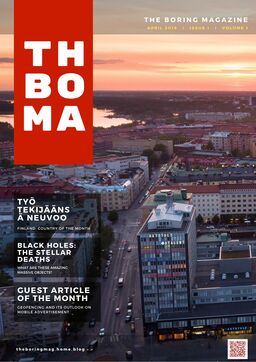 THE BORING MAGAZINE
APRIL 2019 | ISSUE 1 | VOLUME 1
TH
BO
MA
TYÖ
TEKIJÄÄNS
Ä NEUVOO
FINLAND: COUNTRY OF THE MONTH
BLACK HOLES:
THE STELLAR
DEATHS
WHAT ARE THESE AMAZING
MASSIVE OBJECTS?
GUEST ARTICLE
OF THE MONTH
GEOFENCING AND ITS OUTLOOK ON
MOBILE ADVERTISEMENT
theboringmag.home.blog >>